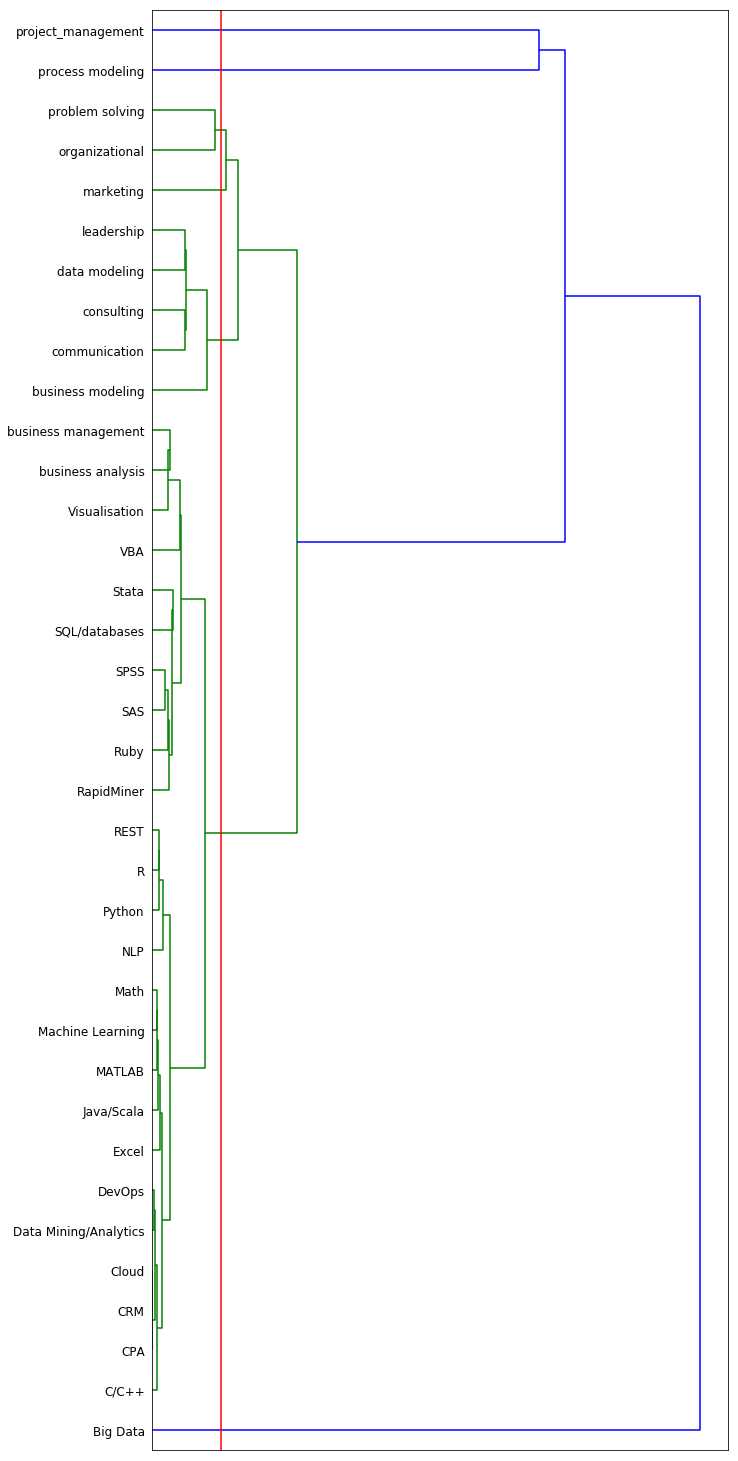 project_management
process modeling
problem solving
organizational
marketing
leadership
data modeling
consulting
communication
business modeling
business management
business analysis
Visualisation
VBA
Stata
SQL/databases
SPSS
SAS
Ruby
RapidMiner
REST
R
Python
NLP
Math
Machine Learning
MATLAB
Java/Scala
Excel
DevOps
Data Mining/Analytics
Cloud
CRM
CPA
C/C++
Big Data